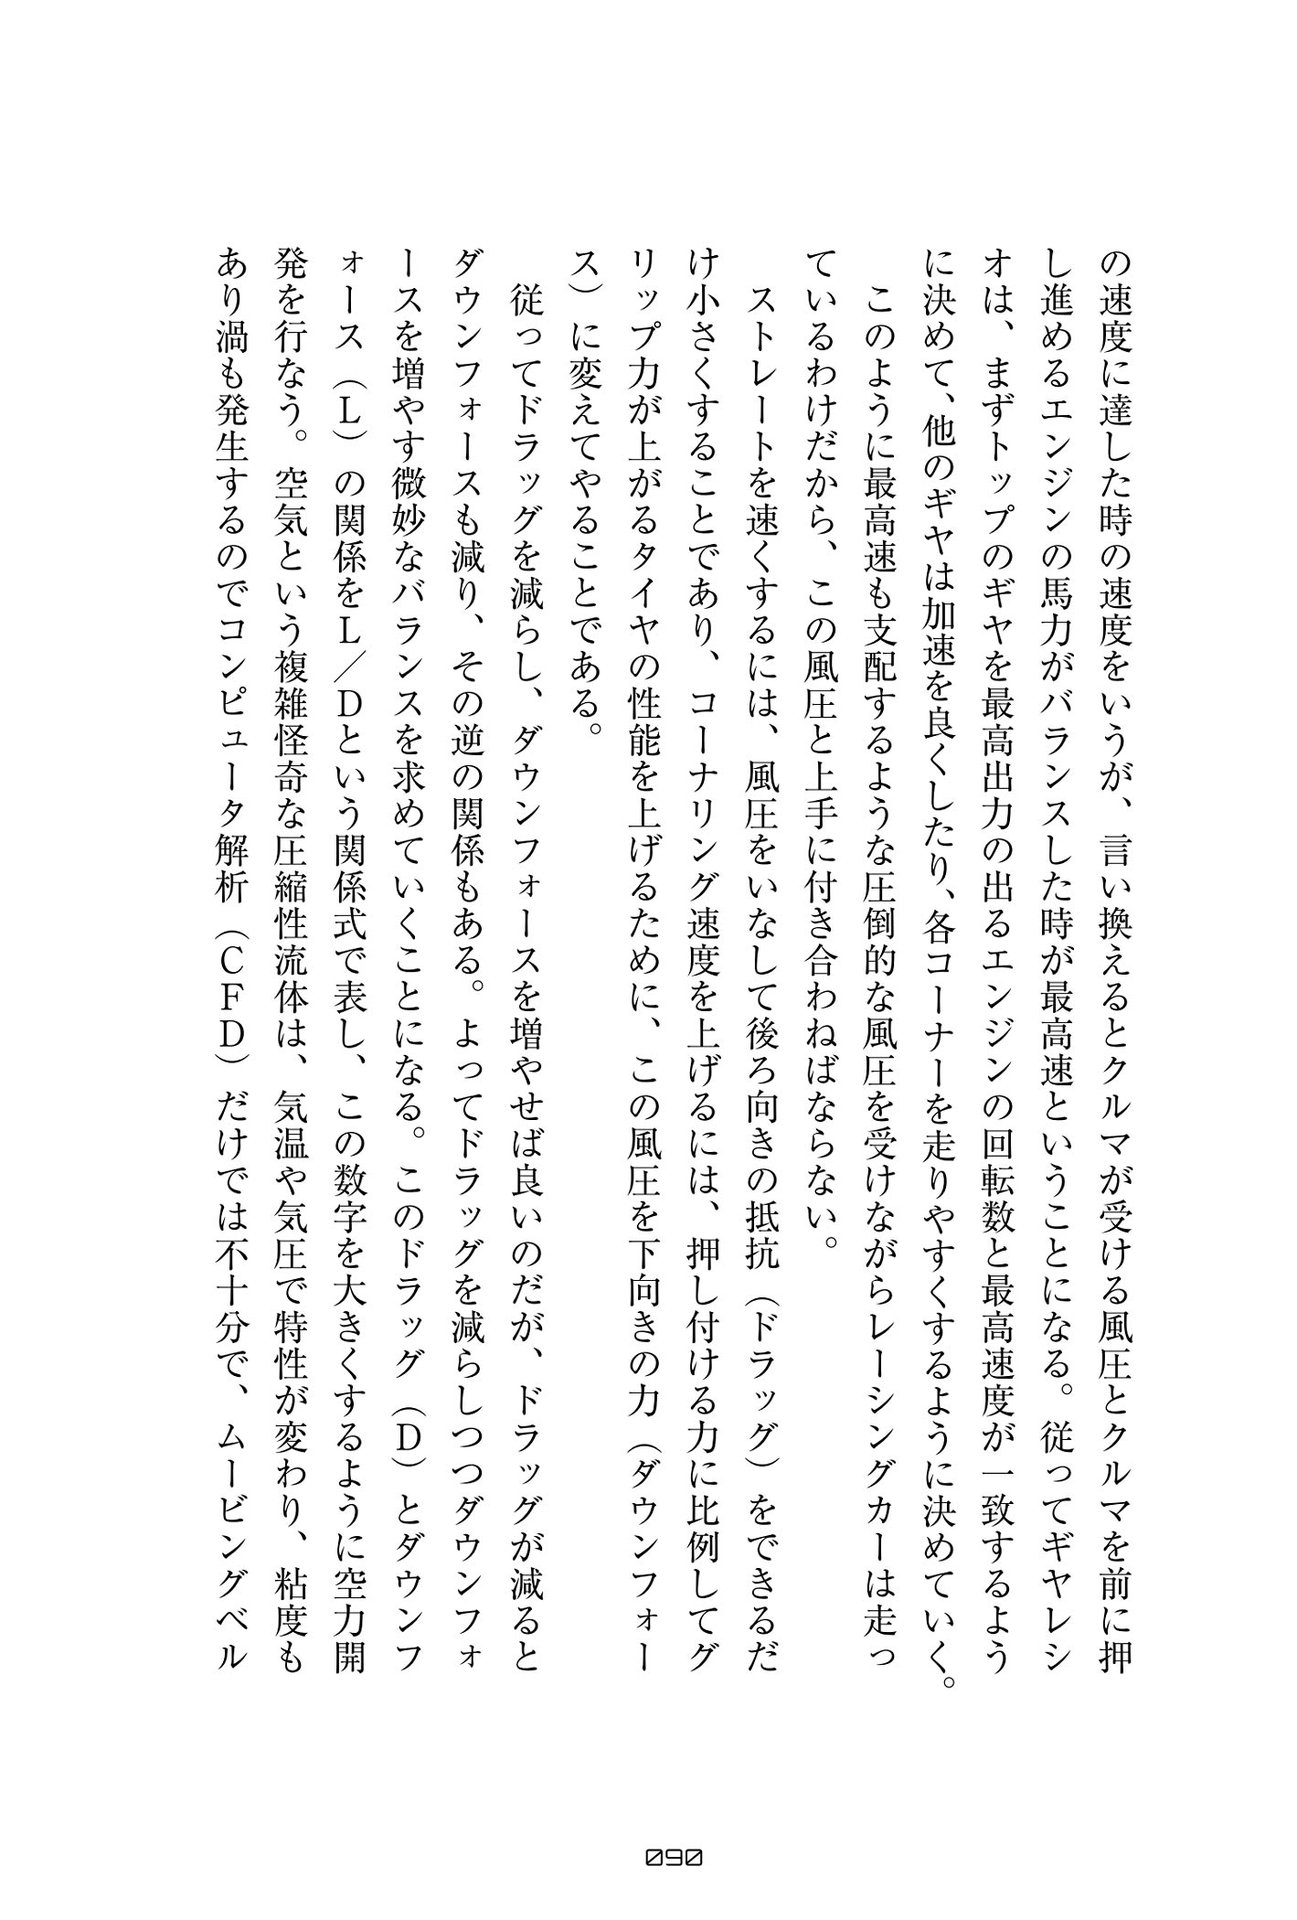 の速度に達した時の速度をいうが、言い換えるとクルマが受ける風圧とクルマを前に押
し進めるエンジンの馬力がバランスした時が最高速ということになる。従ってギヤレシ
オは、まずトップのギヤを最高出力の出るエンジンの回転数と最高速度が一致するよう
に決めて、他のギヤは加速を良くしたり、各コーナーを走りやすくするように決めていく。
　このように最高速も支配するような圧倒的な風圧を受けながらレーシングカーは走っ
ているわけだから、この風圧と上手に付き合わねばならない。
　ストレートを速くするには、風圧をいなして後ろ向きの抵抗（ドラッグ）をできるだ
け小さくすることであり、コーナリング速度を上げるには、押し付ける力に比例してグ
リップ力が上がるタイヤの性能を上げるために、この風圧を下向きの力（ダウンフォー
ス）に変えてやることである。
　従ってドラッグを減らし、ダウンフォースを増やせば良いのだが、ドラッグが減ると
ダウンフォースも減り、その逆の関係もある。よってドラッグを減らしつつダウンフォ
ースを増やす微妙なバランスを求めていくことになる。このドラッグ（Ｄ）とダウンフ
ォース（Ｌ）の関係をＬ／Ｄという関係式で表し、この数字を大きくするように空力開
発を行なう。空気という複雑怪奇な圧縮性流体は、気温や気圧で特性が変わり、粘度も
あり渦も発生するのでコンピュータ解析（ＣＦＤ）だけでは不十分で、ムービングベル
090